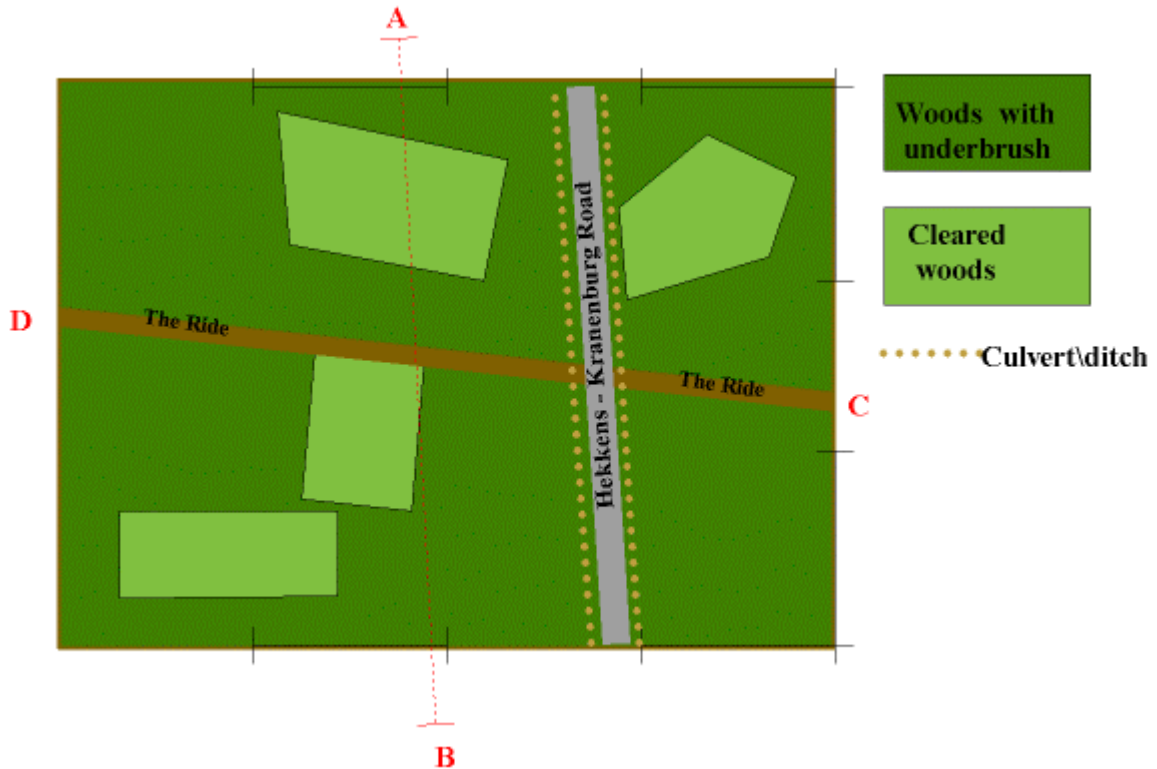 A
Woods with
underbrush
Hekkens - Kranenburg Road
Cleared
woods
D
The Ride
Culvert\ditch
The Ride
C
B